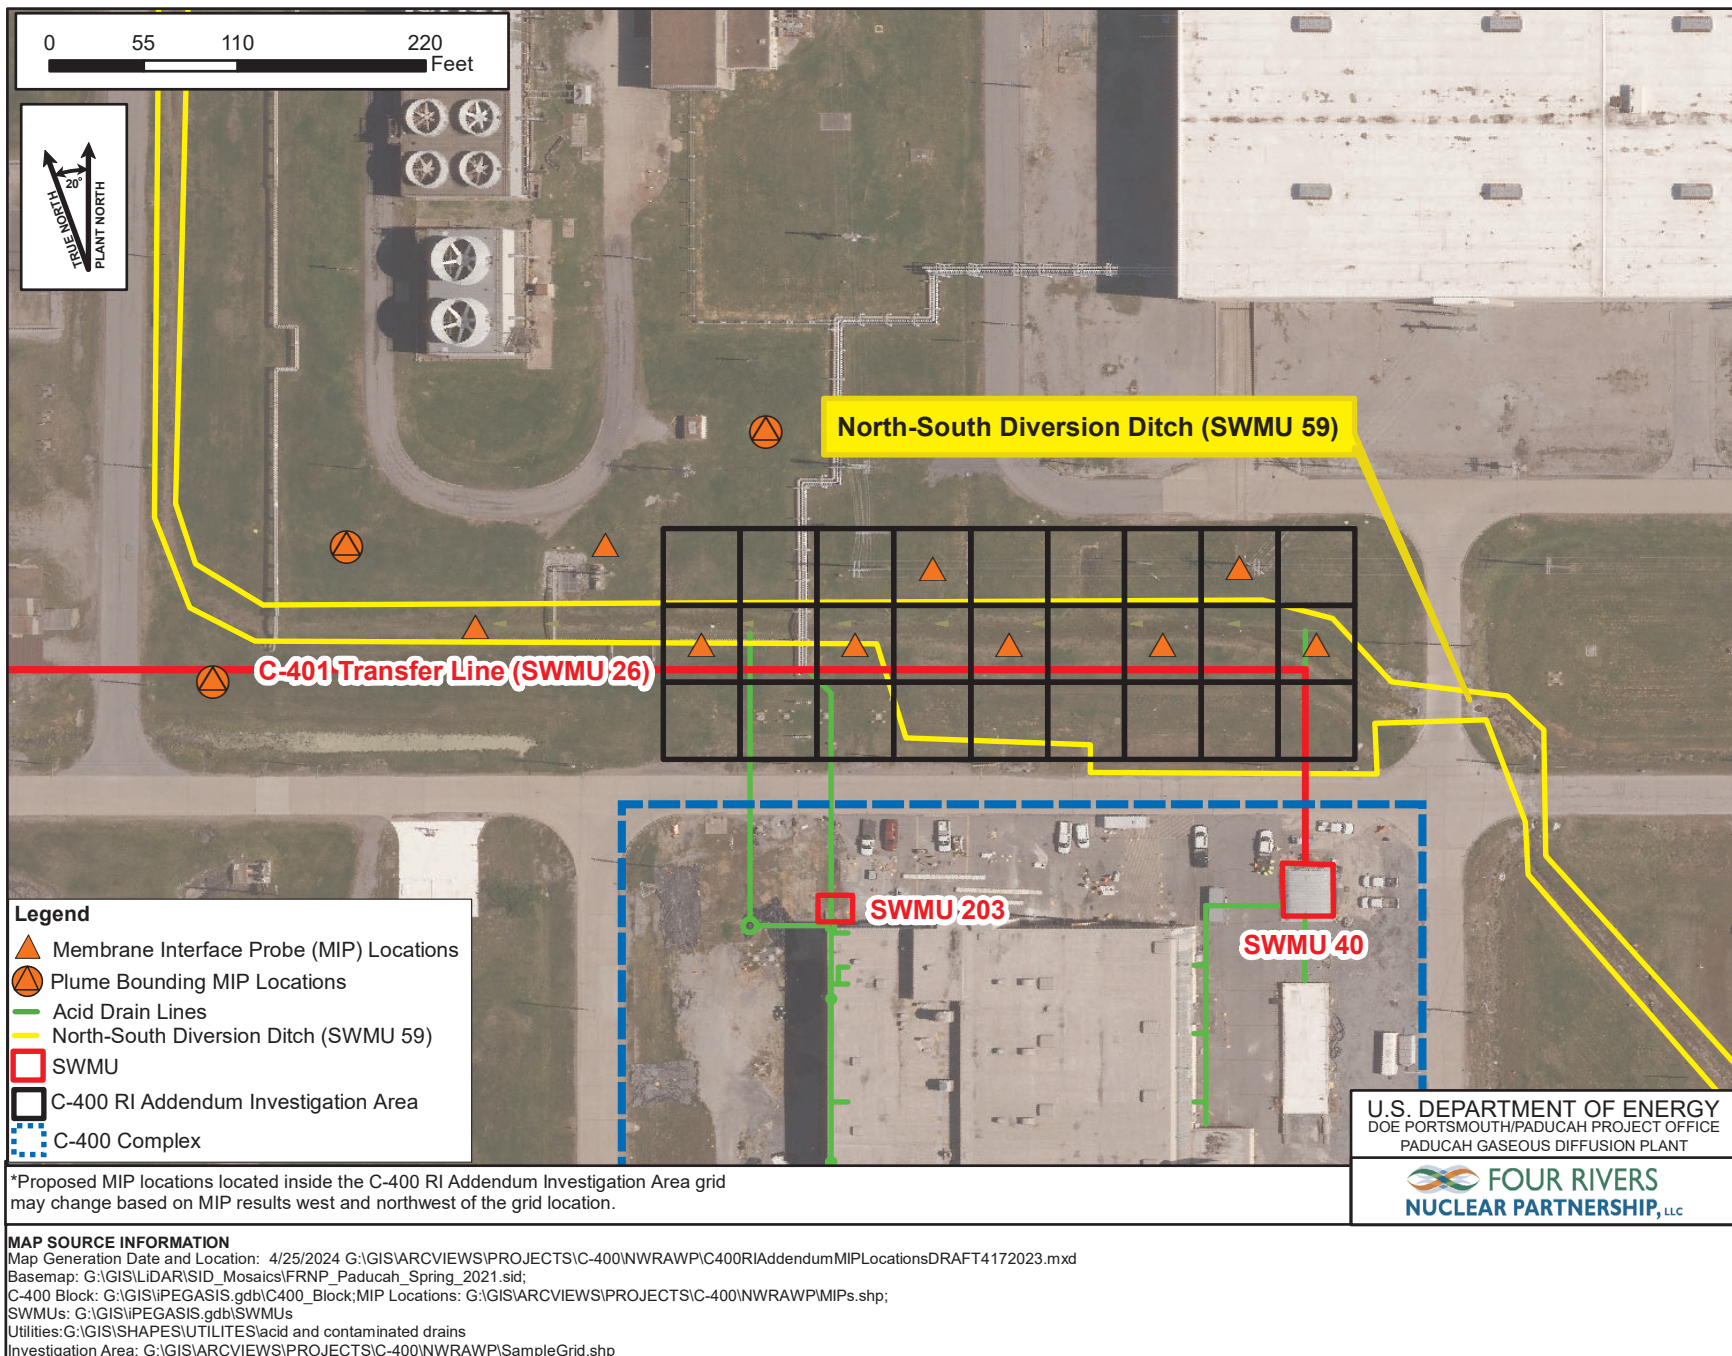 0 55 110 220
Feet
20°
TRUE NORTH
PLANT NORTH
North-South Diversion Ditch (SWMU 59)
C-401 Transfer Line (SWMU 26)
SWMU 203
SWMU 40
Legend
Membrane Interface Probe (MIP) Locations
Plume Bounding MIP Locations
Acid Drain Lines
North-South Diversion Ditch (SWMU 59)
SWMU
C-400 RI Addendum Investigation Area
C-400 Complex
U.S. DEPARTMENT OF ENERGY
DOE PORTSMOUTH/PADUCAH PROJECT OFFICE
PADUCAH GASEOUS DIFFUSION PLANT
FOUR RIVERS
NUCLEAR PARTNERSHIP, LLC
*Proposed MIP locations located inside the C-400 RI Addendum Investigation Area grid
may change based on MIP results west and northwest of the grid location.
MAP SOURCE INFORMATION
Map Generation Date and Location: 4/25/2024 G:\GIS\ARCVIEWS\PROJECTS\C-400\NWRAWP\C400RIAddendumMIPLocationsDRAFT4172023.mxd
Basemap: G:\GIS\LiDAR\SID_Mosaics\FRNP_Paducah_Spring_2021.sid;
C-400 Block: G:\GIS\iPEGASIS.gdb\C400_Block;MIP Locations: G:\GIS\ARCVIEWS\PROJECTS\C-400\NWRAWP\MIPs.shp;
SWMUs: G:\GIS\iPEGASIS.gdb\SWMUs
Utilities:G:\GIS\SHAPES\UTILITES\acid and contaminated drains
Investigation Area: G:\GIS\ARCVIEWS\PROJECTS\C-400\NWRAWP\SampleGrid.shp